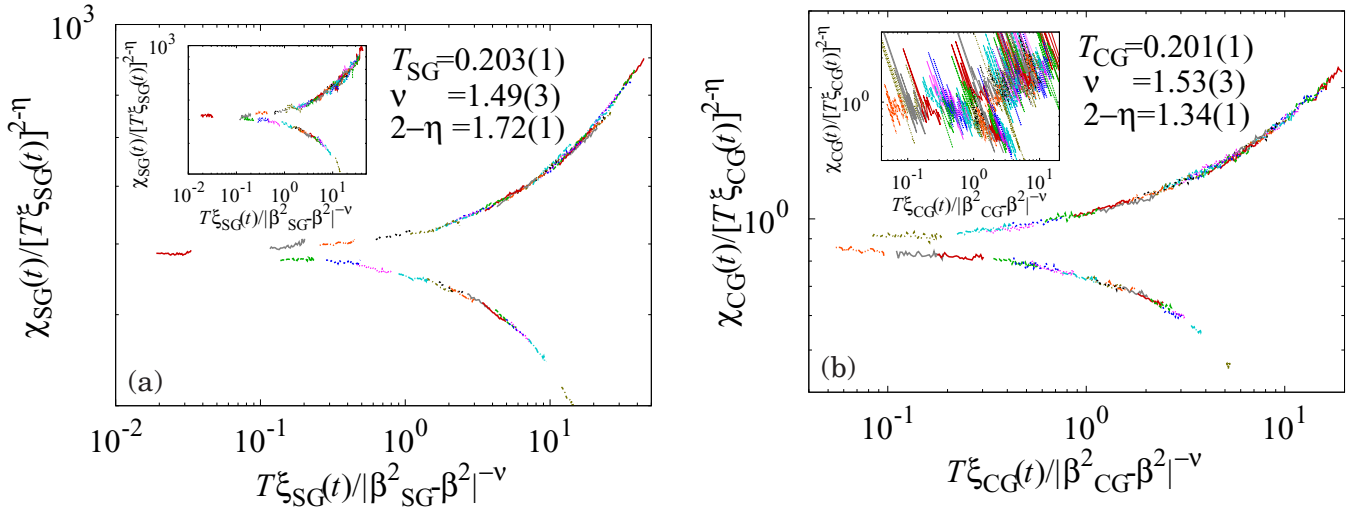 10³
χSG(t)/[TξSG(t)]²⁻η
χSG(t)/[TξSG(t)]²⁻η
10³
10⁻² 10⁻¹ 10⁰ 10¹
TξSG(t)/|β²SG-β²|⁻ν
TSG=0.203(1)
ν =1.49(3)
2−η =1.72(1)
(a)
10⁻² 10⁻¹ 10⁰ 10¹
TξSG(t)/|β²SG-β²|⁻ν
χCG(t)/[TξCG(t)]²⁻η
10⁰
χCG(t)/[TξCG(t)]²⁻η
10⁰
10⁻¹ 10⁰ 10¹
TξCG(t)/|β²CG-β²|⁻ν
TCG=0.201(1)
ν =1.53(3)
2−η =1.34(1)
(b)
10⁻¹ 10⁰ 10¹
TξCG(t)/|β²CG-β²|⁻ν